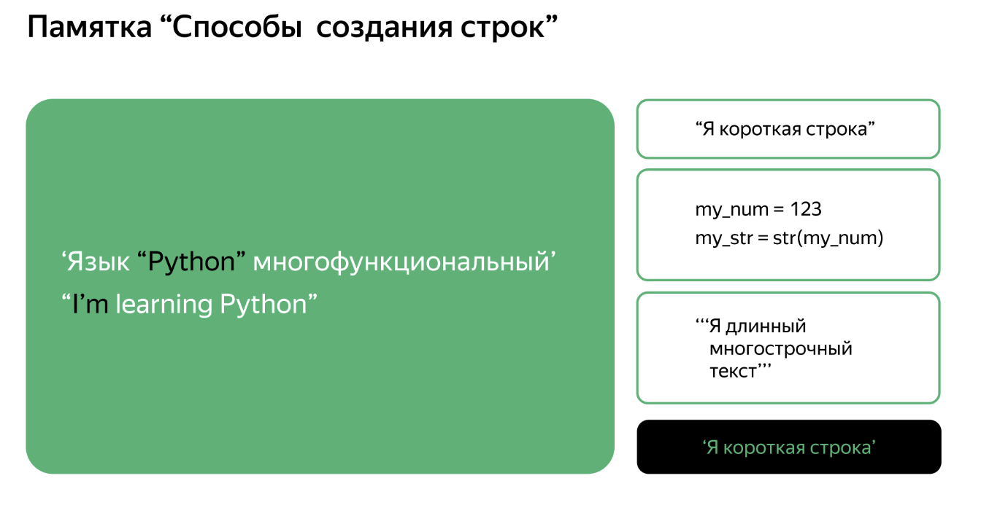 Памятка “Способы  создания строк”
‘Язык “Python” многофункциональный’
“I’m learning Python”
“Я короткая строка”
my_num = 123
my_str = str(my_num)
‘‘‘Я длинный
многострочный
текст’’’
‘Я короткая строка’